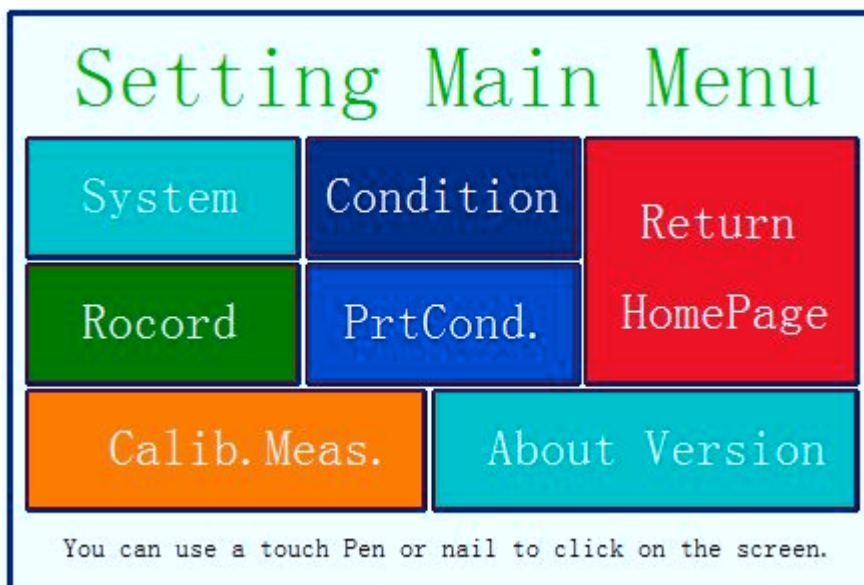 Setting Main Menu
System
Condition
Return
HomePage
Rocord
PrtCond.
Calib.Meas.
About Version
You can use a touch Pen or nail to click on the screen.